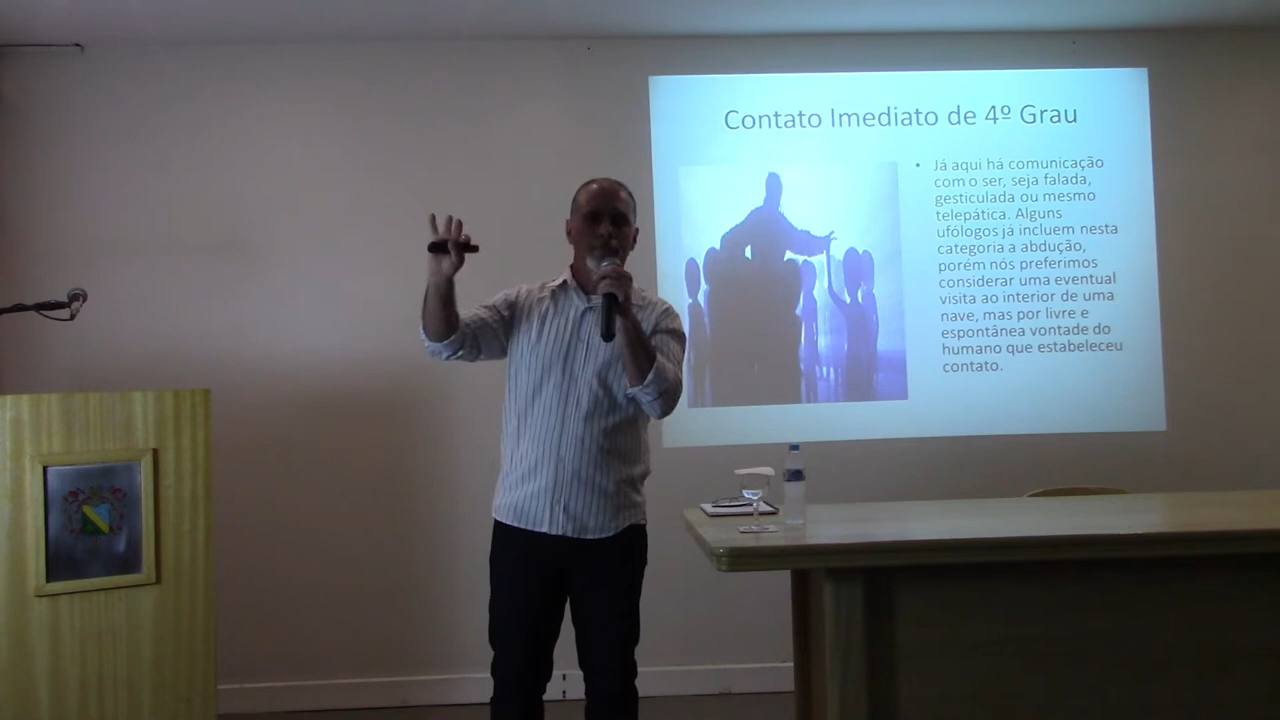 Contato Imediato de 4º Grau
• Já aqui há comunicação
com o ser, seja falada,
gesticulada ou mesmo
telepática. Alguns
ufólogos já incluem nesta
categoria a abdução,
porém nós preferimos
considerar uma eventual
visita ao interior de uma
nave, mas por livre e
espontânea vontade do
humano que estabeleceu
contato.